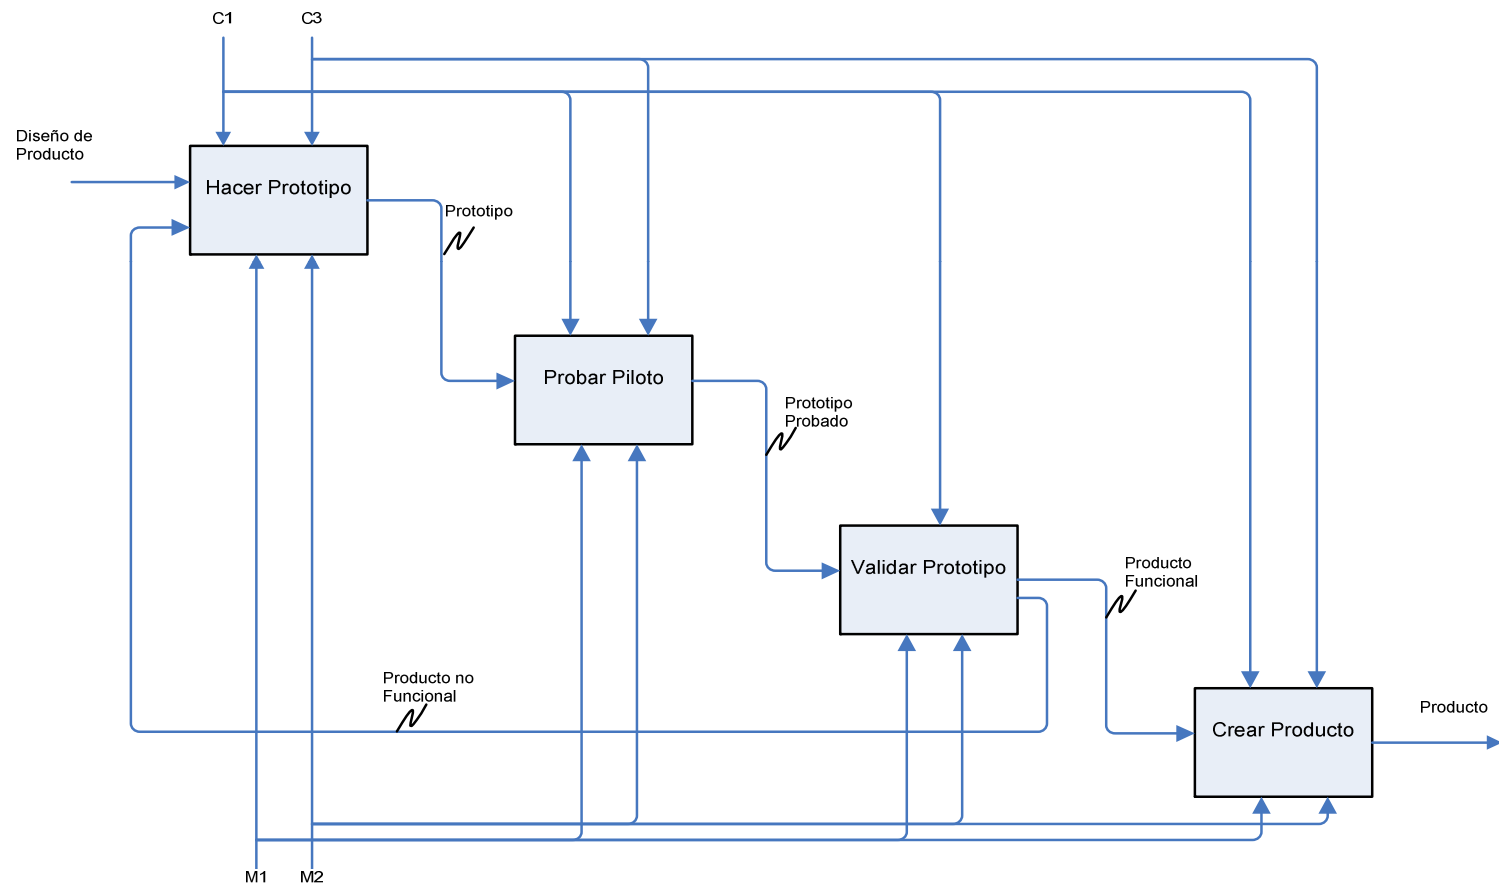 C1
C3
Diseño de
Producto
Hacer Prototipo
Prototipo
Probar Piloto
Prototipo
Probado
Validar Prototipo
Producto
Funcional
Producto no
Funcional
Crear Producto
Producto
M1
M2